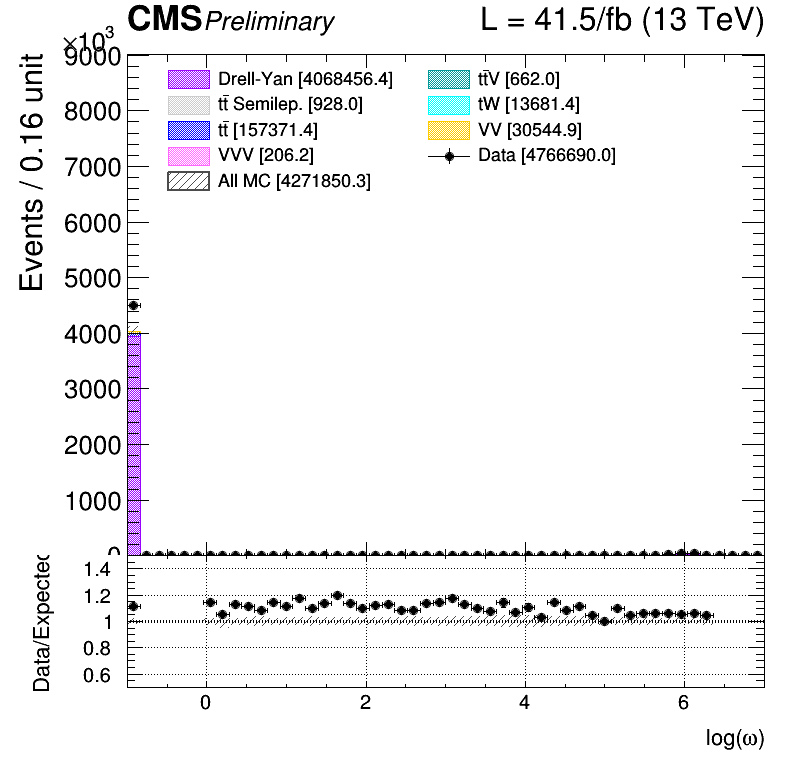 CMS Preliminary L = 41.5/fb (13 TeV)
×10³
Events / 0.16 unit
9000
8000
7000
6000
5000
4000
3000
2000
1000
0
Drell-Yan [4068456.4]
tt̄ Semilep. [928.0]
tt̄ [157371.4]
VVV [206.2]
All MC [4271850.3]
tt̄V [662.0]
tW [13681.4]
VV [30544.9]
Data [4766690.0]
Data/Expected
1.4
1.2
1
0.8
0.6
0 2 4 6
log(ω)